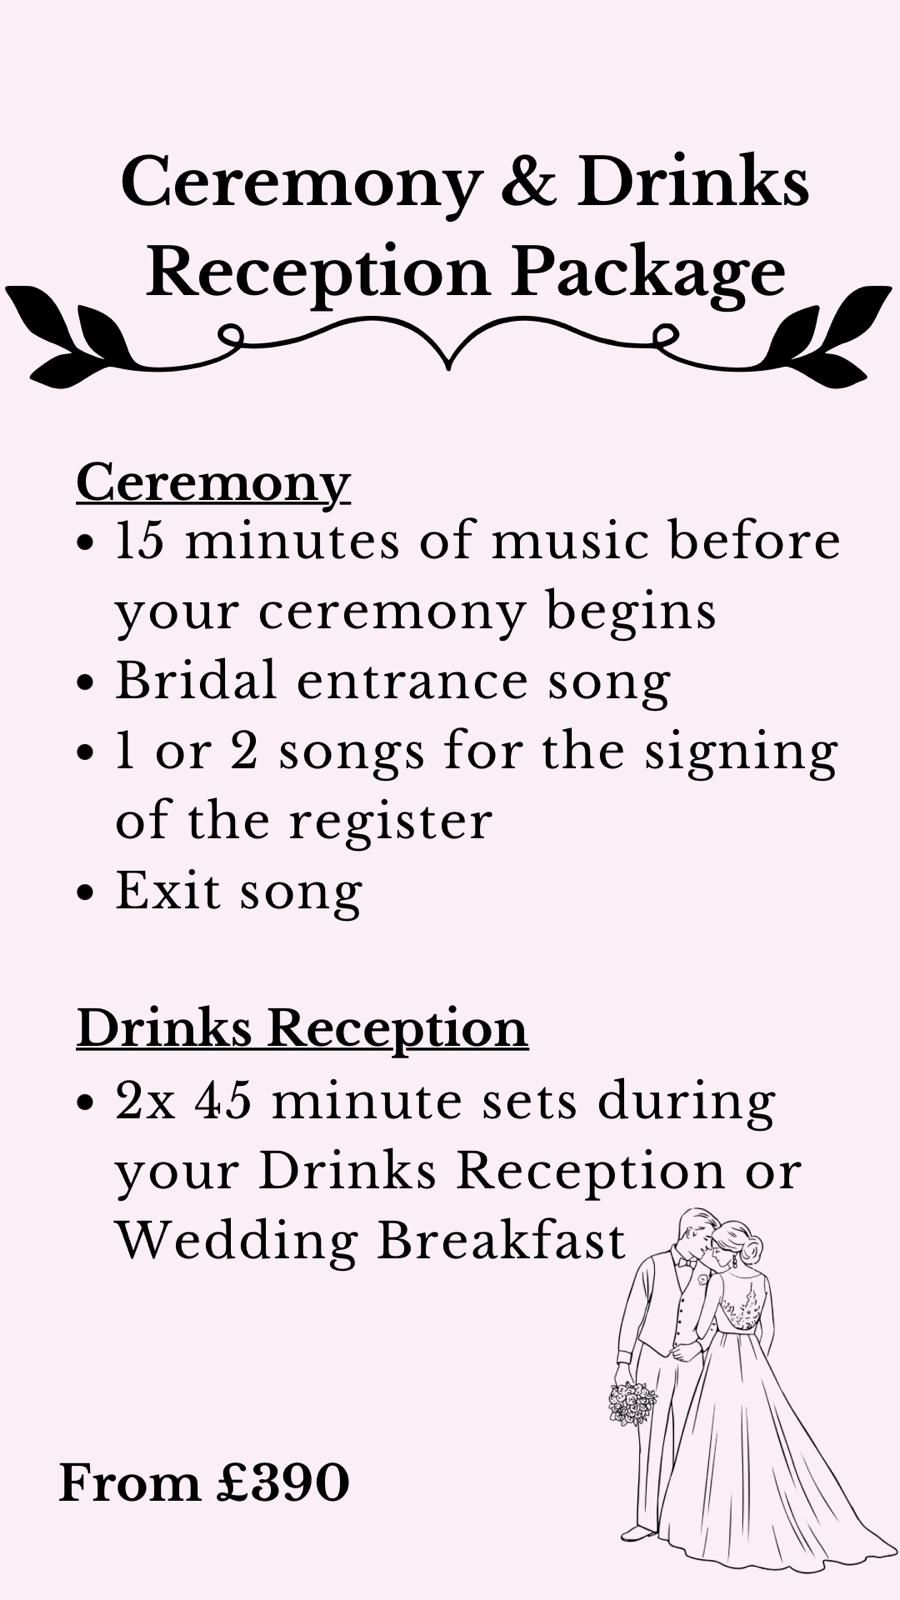 Ceremony & Drinks
Reception Package
Ceremony
• 15 minutes of music before
your ceremony begins
• Bridal entrance song
• 1 or 2 songs for the signing
of the register
• Exit song
Drinks Reception
• 2x 45 minute sets during
your Drinks Reception or
Wedding Breakfast
From £390